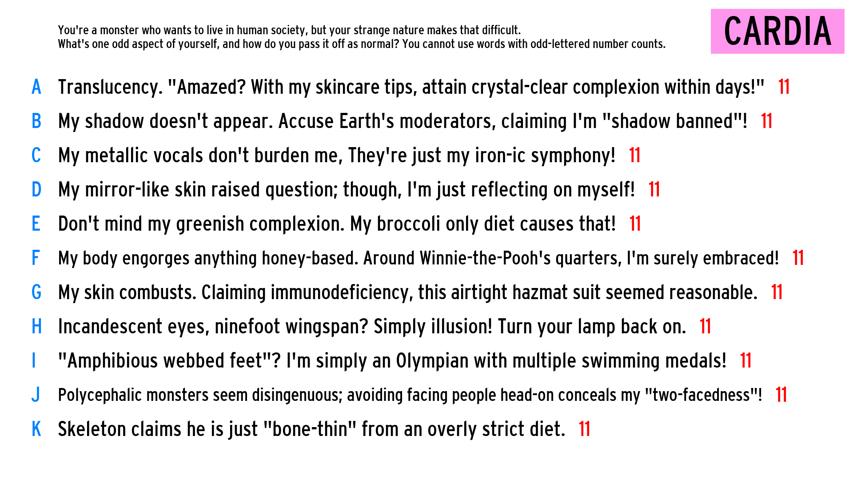 You're a monster who wants to live in human society, but your strange nature makes that difficult.
What's one odd aspect of yourself, and how do you pass it off as normal? You cannot use words with odd-lettered number counts.
CARDIA
A Translucency. "Amazed? With my skincare tips, attain crystal-clear complexion within days!" 11
B My shadow doesn't appear. Accuse Earth's moderators, claiming I'm "shadow banned"! 11
C My metallic vocals don't burden me, They're just my iron-ic symphony! 11
D My mirror-like skin raised question; though, I'm just reflecting on myself! 11
E Don't mind my greenish complexion. My broccoli only diet causes that! 11
F My body engorges anything honey-based. Around Winnie-the-Pooh's quarters, I'm surely embraced! 11
G My skin combusts. Claiming immunodeficiency, this airtight hazmat suit seemed reasonable. 11
H Incandescent eyes, ninefoot wingspan? Simply illusion! Turn your lamp back on. 11
I "Amphibious webbed feet"? I'm simply an Olympian with multiple swimming medals! 11
J Polycephalic monsters seem disingenuous; avoiding facing people head-on conceals my "two-facedness"! 11
K Skeleton claims he is just "bone-thin" from an overly strict diet. 11